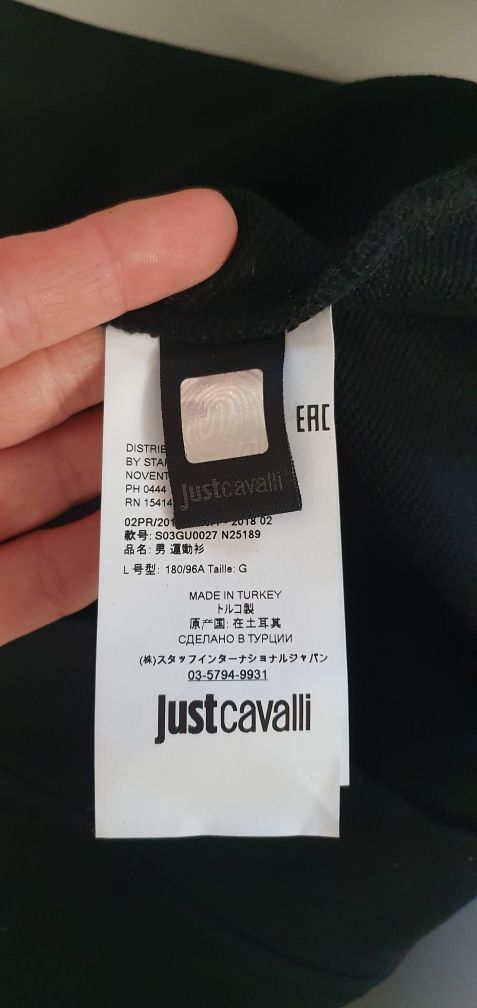 EAC
DISTRIB
BY STAF
NOVENT
PH 0444
RN 15414
justcavalli
02PR/201 2018 02
款号: S03GU0027 N25189
品名: 男 運動衫
L 号型: 180/96A Taille: G
MADE IN TURKEY
トルコ製
原产国: 在土耳其
СДЕЛАНО В ТУРЦИИ
(株)スタッフインターナショナルジャパン
03-5794-9931
justcavalli